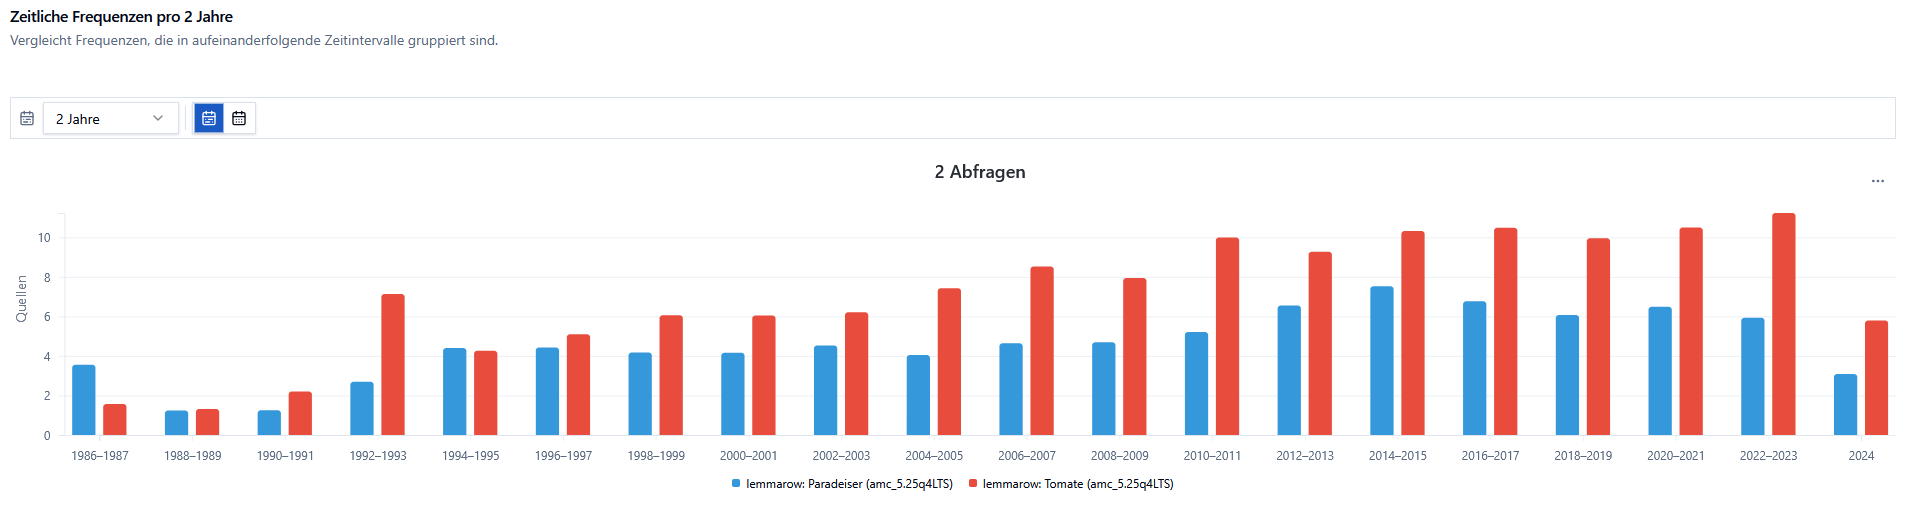 Zeitliche Frequenzen pro 2 Jahre
Vergleicht Frequenzen, die in aufeinanderfolgende Zeitintervalle gruppiert sind.
2 Jahre
2 Abfragen
...
Quellen
10
8
6
4
2
0
1986–1987 1988–1989 1990–1991 1992–1993 1994–1995 1996–1997 1998–1999 2000–2001 2002–2003 2004–2005 2006–2007 2008–2009 2010–2011 2012–2013 2014–2015 2016–2017 2018–2019 2020–2021 2022–2023 2024
lemmarow: Paradeiser (amc_5.25q4LTS) lemmarow: Tomate (amc_5.25q4LTS)